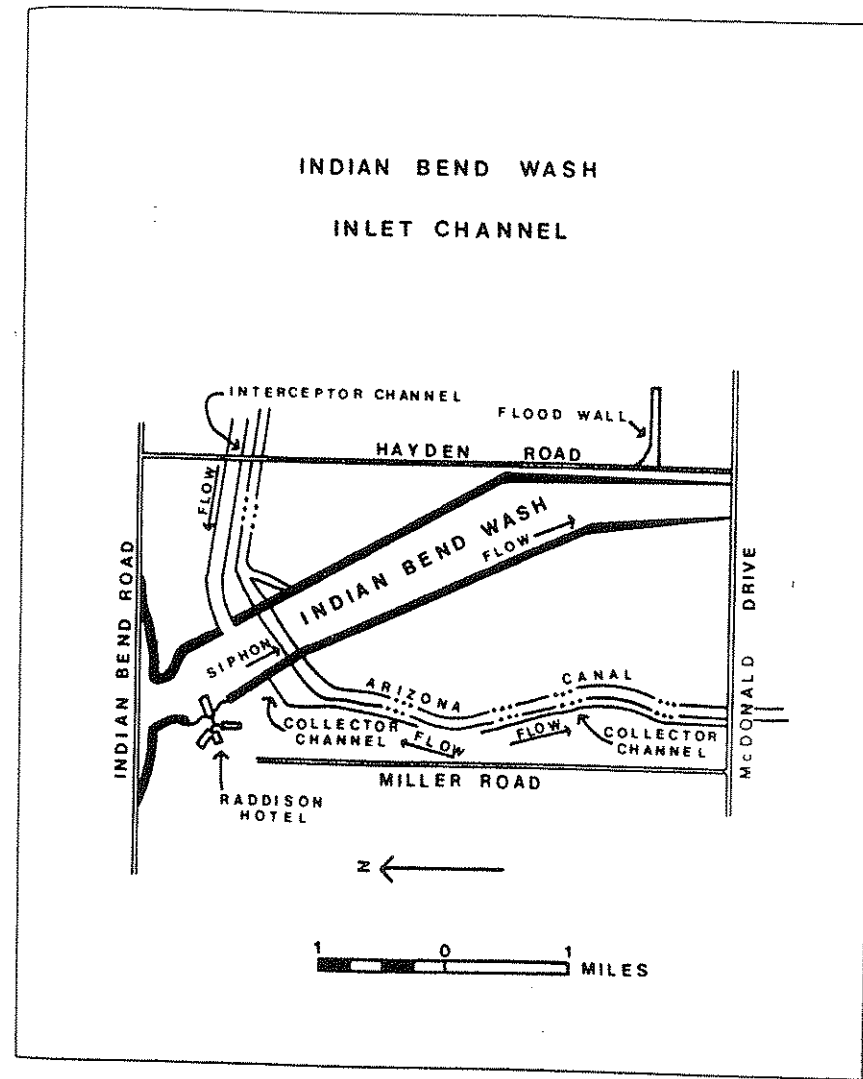 INDIAN BEND WASH
INLET CHANNEL
INTERCEPTOR CHANNEL
FLOOD WALL
HAYDEN ROAD
FLOW
INDIAN BEND WASH
FLOW
INDIAN BEND ROAD
SIPHON
McDONALD DRIVE
ARIZONA CANAL
COLLECTOR
CHANNEL
FLOW
FLOW
COLLECTOR
CHANNEL
MILLER ROAD
RADDISON
HOTEL
N
1 0 1
MILES